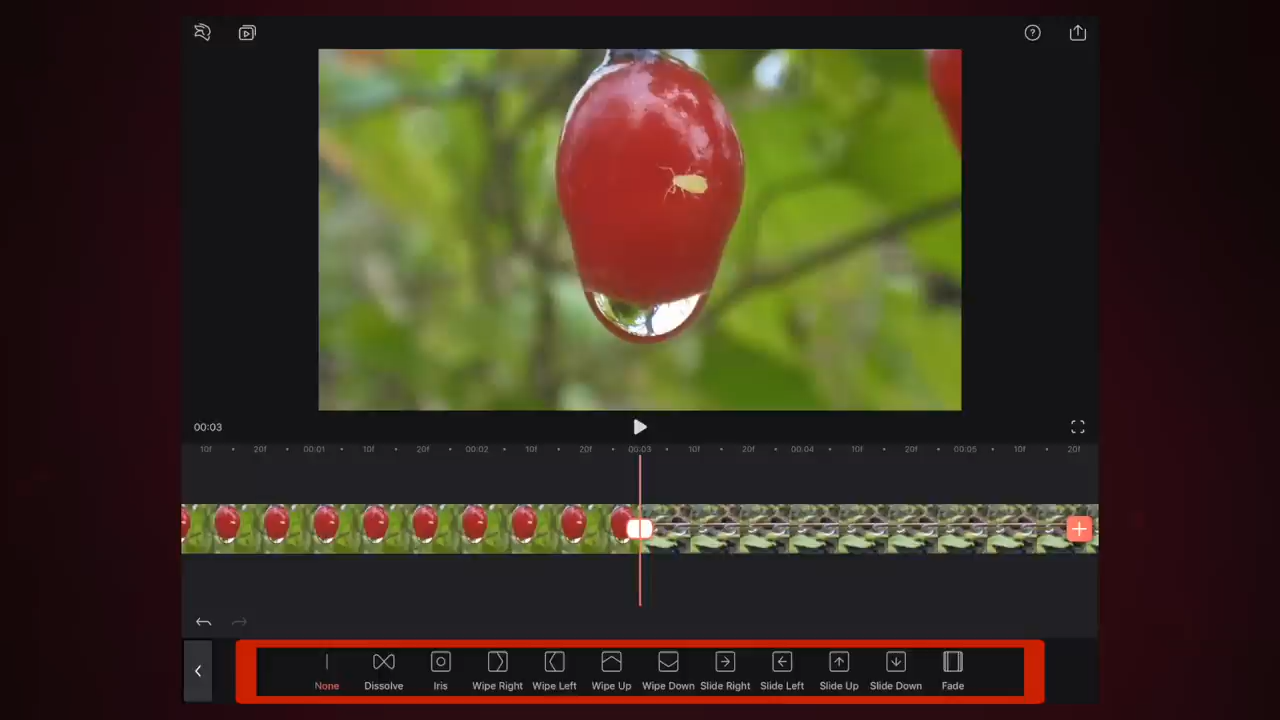 ?
00:03
10f 20f 00:01 10f 20f 00:02 10f 20f 00:03 10f 20f 00:04 10f 20f 00:05 10f 20f
None Dissolve Iris Wipe Right Wipe Left Wipe Up Wipe Down Slide Right Slide Left Slide Up Slide Down Fade